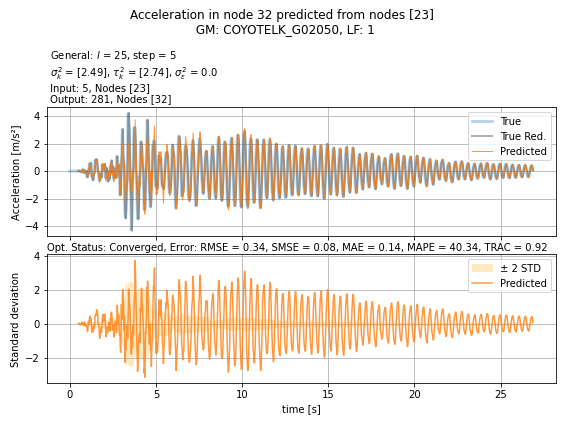 Acceleration in node 32 predicted from nodes [23]
GM: COYOTELK_G02050, LF: 1
General: l = 25, step = 5
σ²ₖ = [2.49], τ²ₖ = [2.74], σ²ε = 0.0
Input: 5, Nodes [23]
Output: 281, Nodes [32]
Acceleration [m/s²]
4
2
0
−2
−4
True
True Red.
Predicted
Opt. Status: Converged, Error: RMSE = 0.34, SMSE = 0.08, MAE = 0.14, MAPE = 40.34, TRAC = 0.92
Standard deviation
4
2
0
−2
± 2 STD
Predicted
0 5 10 15 20 25
time [s]